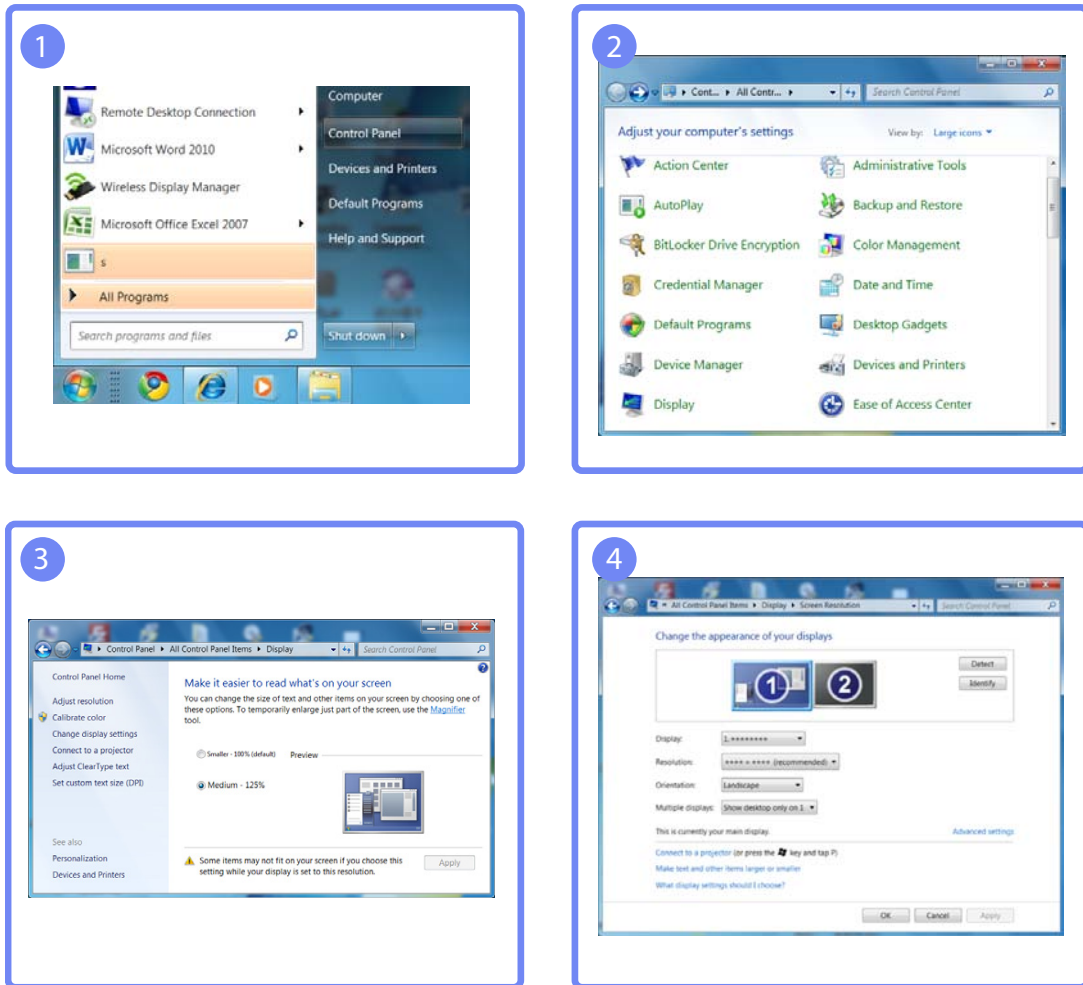 1
Remote Desktop Connection
Microsoft Word 2010
Wireless Display Manager
Microsoft Office Excel 2007
s
All Programs
Search programs and files
Computer
Control Panel
Devices and Printers
Default Programs
Help and Support
Shut down
2
Cont... All Contr...
Search Control Panel
Adjust your computer's settings
View by: Large icons
Action Center
Administrative Tools
AutoPlay
Backup and Restore
BitLocker Drive Encryption
Color Management
Credential Manager
Date and Time
Default Programs
Desktop Gadgets
Device Manager
Devices and Printers
Display
Ease of Access Center
3
Control Panel All Control Panel Items Display
Search Control Panel
Control Panel Home
Adjust resolution
Calibrate color
Change display settings
Connect to a projector
Adjust ClearType text
Set custom text size (DPI)
See also
Personalization
Devices and Printers
Make it easier to read what's on your screen
You can change the size of text and other items on your screen by choosing one of
these options. To temporarily enlarge just part of the screen, use the Magnifier
tool.
Smaller - 100% (default) Preview
Medium - 125%
Some items may not fit on your screen if you choose this
setting while your display is set to this resolution.
Apply
4
All Control Panel Items Display Screen Resolution
Search Control Panel
Change the appearance of your displays
1 2
Detect
Identify
Display: 1.********
Resolution: **** × **** (recommended)
Orientation: Landscape
Multiple displays: Show desktop only on 1
This is currently your main display.
Advanced settings
Connect to a projector (or press the key and tap P)
Make text and other items larger or smaller
What display settings should I choose?
OK Cancel Apply